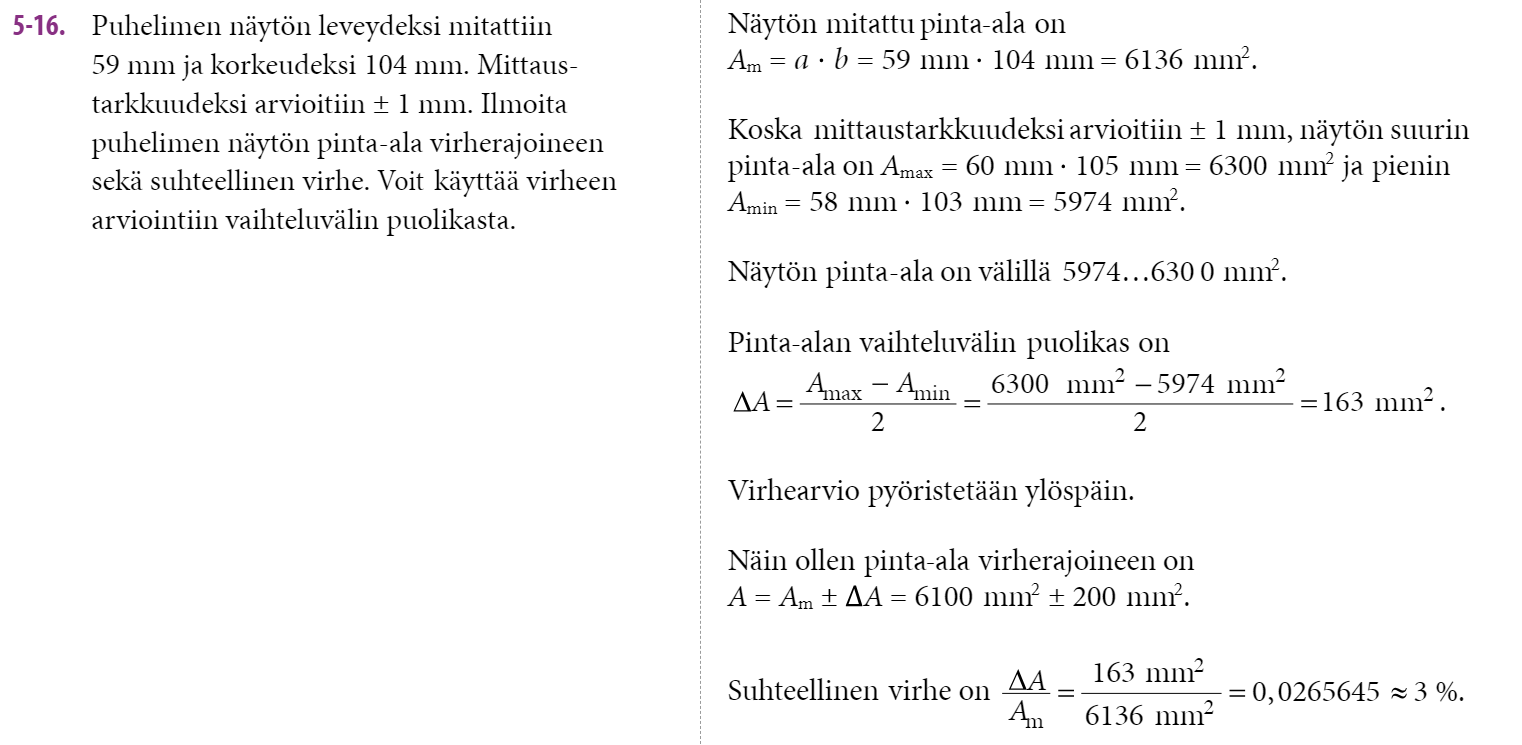 5-16. Puhelimen näytön leveydeksi mitattiin
59 mm ja korkeudeksi 104 mm. Mittaus-
tarkkuudeksi arvioitiin ± 1 mm. Ilmoita
puhelimen näytön pinta-ala virherajoineen
sekä suhteellinen virhe. Voit käyttää virheen
arviointiin vaihteluvälin puolikasta.
Näytön mitattu pinta-ala on
Aₘ = a · b = 59 mm · 104 mm = 6136 mm².
Koska mittaustarkkuudeksi arvioitiin ± 1 mm, näytön suurin
pinta-ala on A_max = 60 mm · 105 mm = 6300 mm² ja pienin
A_min = 58 mm · 103 mm = 5974 mm².
Näytön pinta-ala on välillä 5974…630 0 mm².
Pinta-alan vaihteluvälin puolikas on
ΔA = (A_max − A_min)/2 = (6300 mm² − 5974 mm²)/2 = 163 mm².
Virhearvio pyöristetään ylöspäin.
Näin ollen pinta-ala virherajoineen on
A = Aₘ ± ΔA = 6100 mm² ± 200 mm².
Suhteellinen virhe on ΔA/Aₘ = 163 mm²/6136 mm² = 0,0265645 ≈ 3 %.